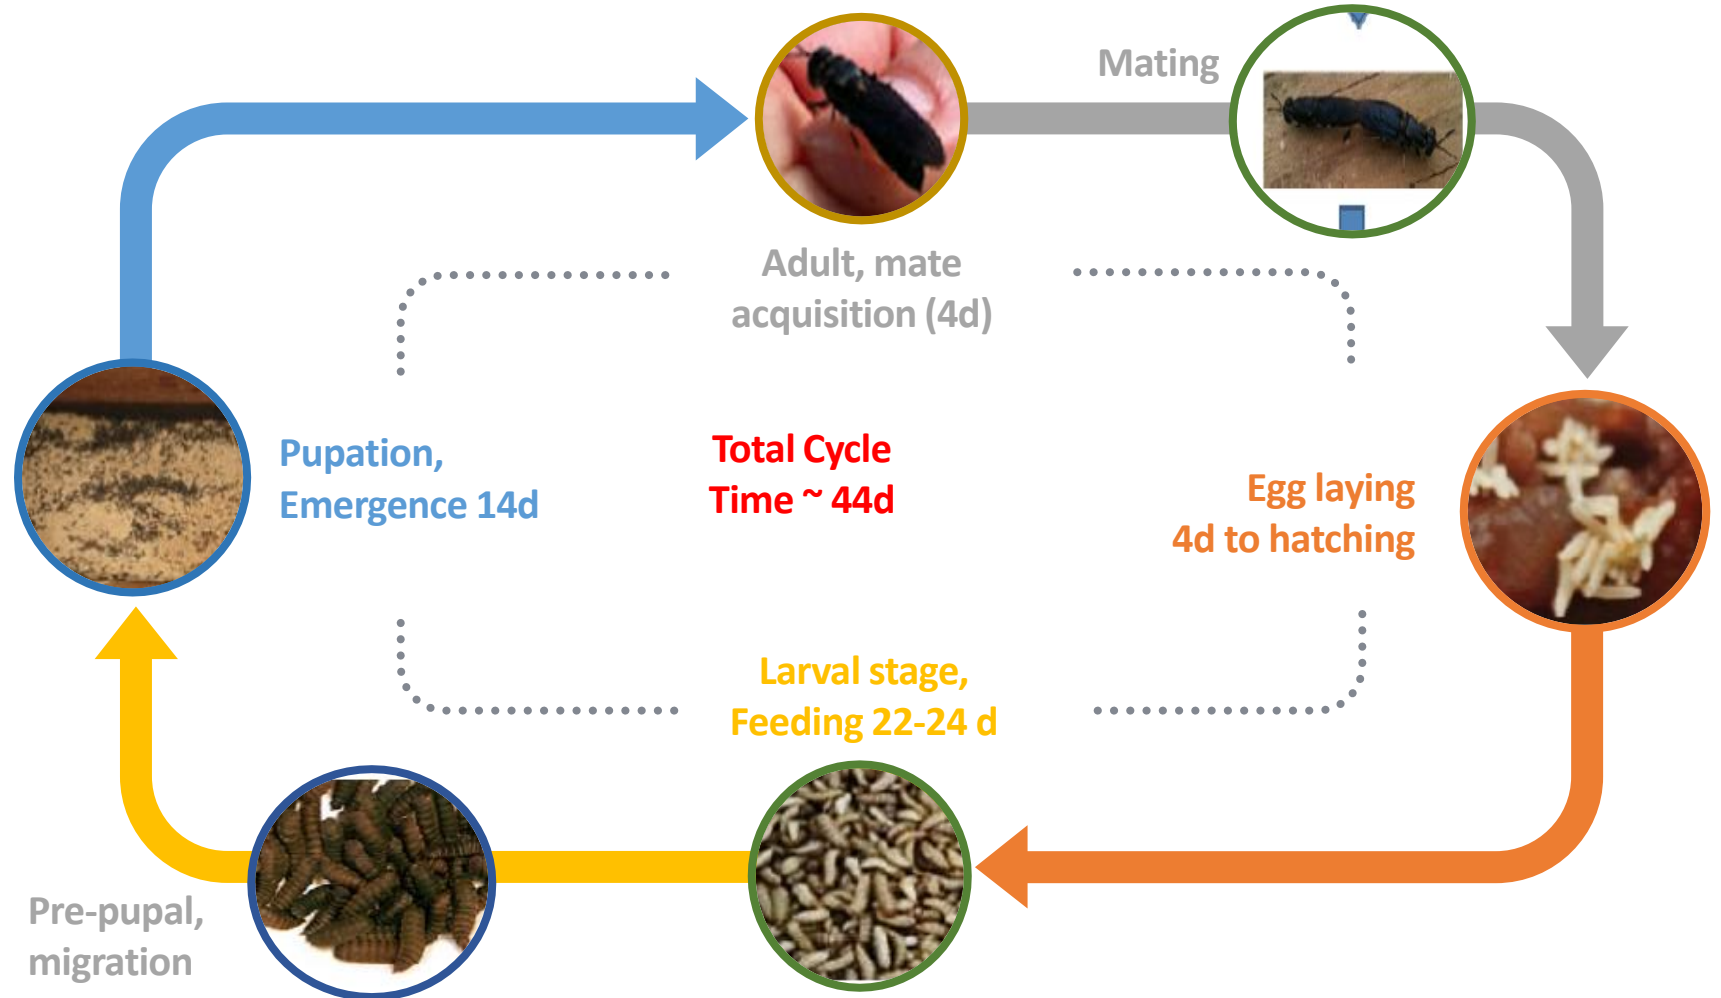 Mating
Adult, mate
acquisition (4d)
Pupation,
Emergence 14d
Total Cycle
Time ~ 44d
Egg laying
4d to hatching
Larval stage,
Feeding 22-24 d
Pre-pupal,
migration